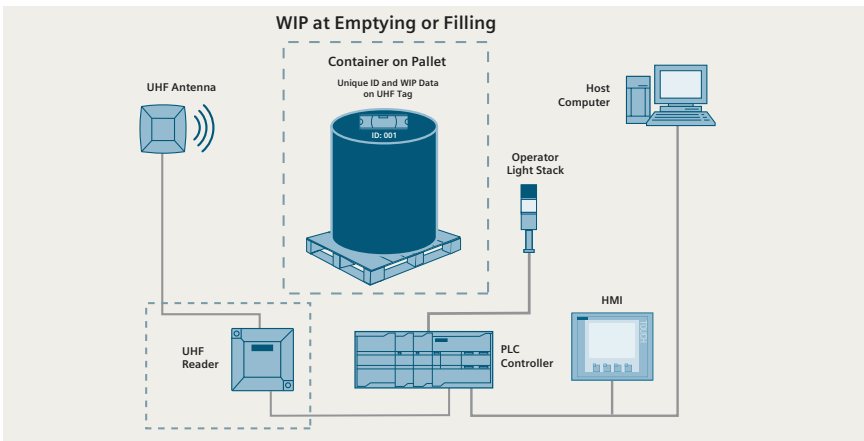 WIP at Emptying or Filling
Container on Pallet
Unique ID and WIP Data
on UHF Tag
ID: 001
UHF Antenna
Host
Computer
Operator
Light Stack
HMI
TOUCH
UHF
Reader
PLC
Controller